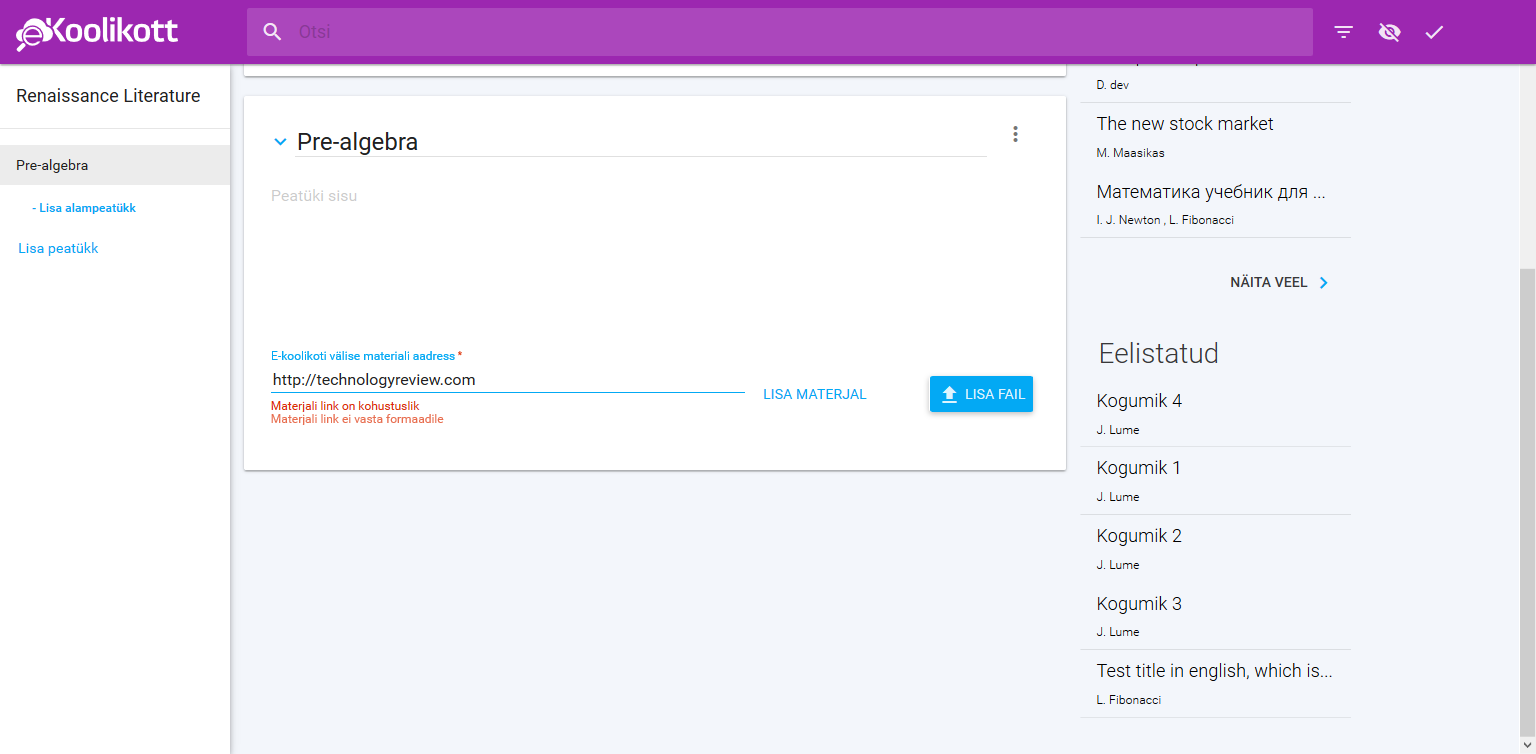 eKoolikott
Otsi
Renaissance Literature
Pre-algebra
- Lisa alampeatükk
Lisa peatükk
Pre-algebra
Peatüki sisu
E-koolikoti välise materiali aadress *
http://technologyreview.com
LISA MATERJAL
LISA FAIL
Materjali link on kohustuslik
Materjali link ei vasta formaadile
D. dev
The new stock market
M. Maasikas
Математика учебник для ...
I. J. Newton , L. Fibonacci
NÄITA VEEL
Eelistatud
Kogumik 4
J. Lume
Kogumik 1
J. Lume
Kogumik 2
J. Lume
Kogumik 3
J. Lume
Test title in english, which is...
L. Fibonacci